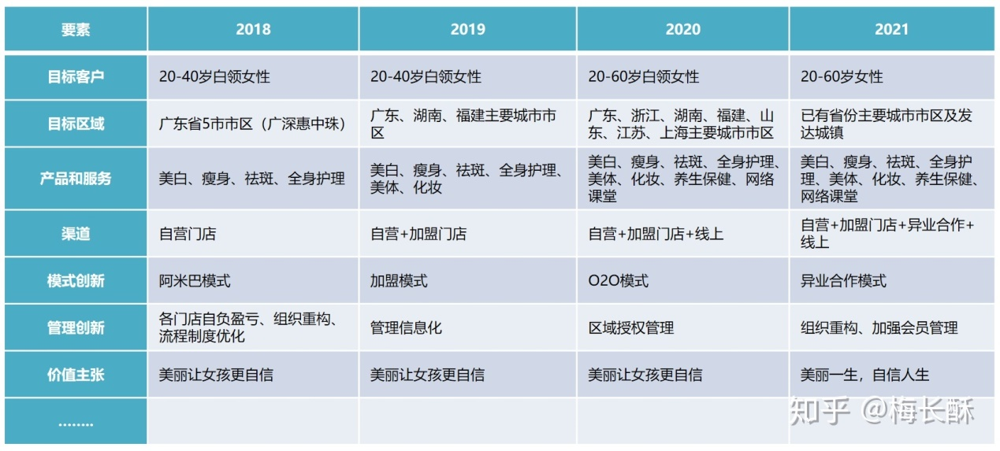 要素 2018 2019 2020 2021
目标客户 20-40岁白领女性 20-40岁白领女性 20-60岁白领女性 20-60岁女性
目标区域 广东省5市市区（广深惠中珠） 广东、湖南、福建主要城市市 广东、浙江、湖南、福建、山 已有省份主要城市市区及发
区 东、江苏、上海主要城市市区 达城镇
美白、瘦身、祛斑、全身护理、 美白、瘦身、祛斑、全身护
产品和服务 美白、瘦身、祛斑、全身护理 美白、瘦身、祛斑、全身护理、 美体、化妆、养生保健、网络 理、美体、化妆、养生保健、
美体、化妆 课堂 网络课堂
渠道 自营门店 自营+加盟门店 自营+加盟门店+线上 自营+加盟门店+异业合作+
线上
模式创新 阿米巴模式 加盟模式 O2O模式 异业合作模式
管理创新 各门店自负盈亏、组织重构、 管理信息化 区域授权管理 组织重构、加强会员管理
流程制度优化
价值主张 美丽让女孩更自信 美丽让女孩更自信 美丽让女孩更自信 美丽一生，自信人生
........
知乎 @梅长酥